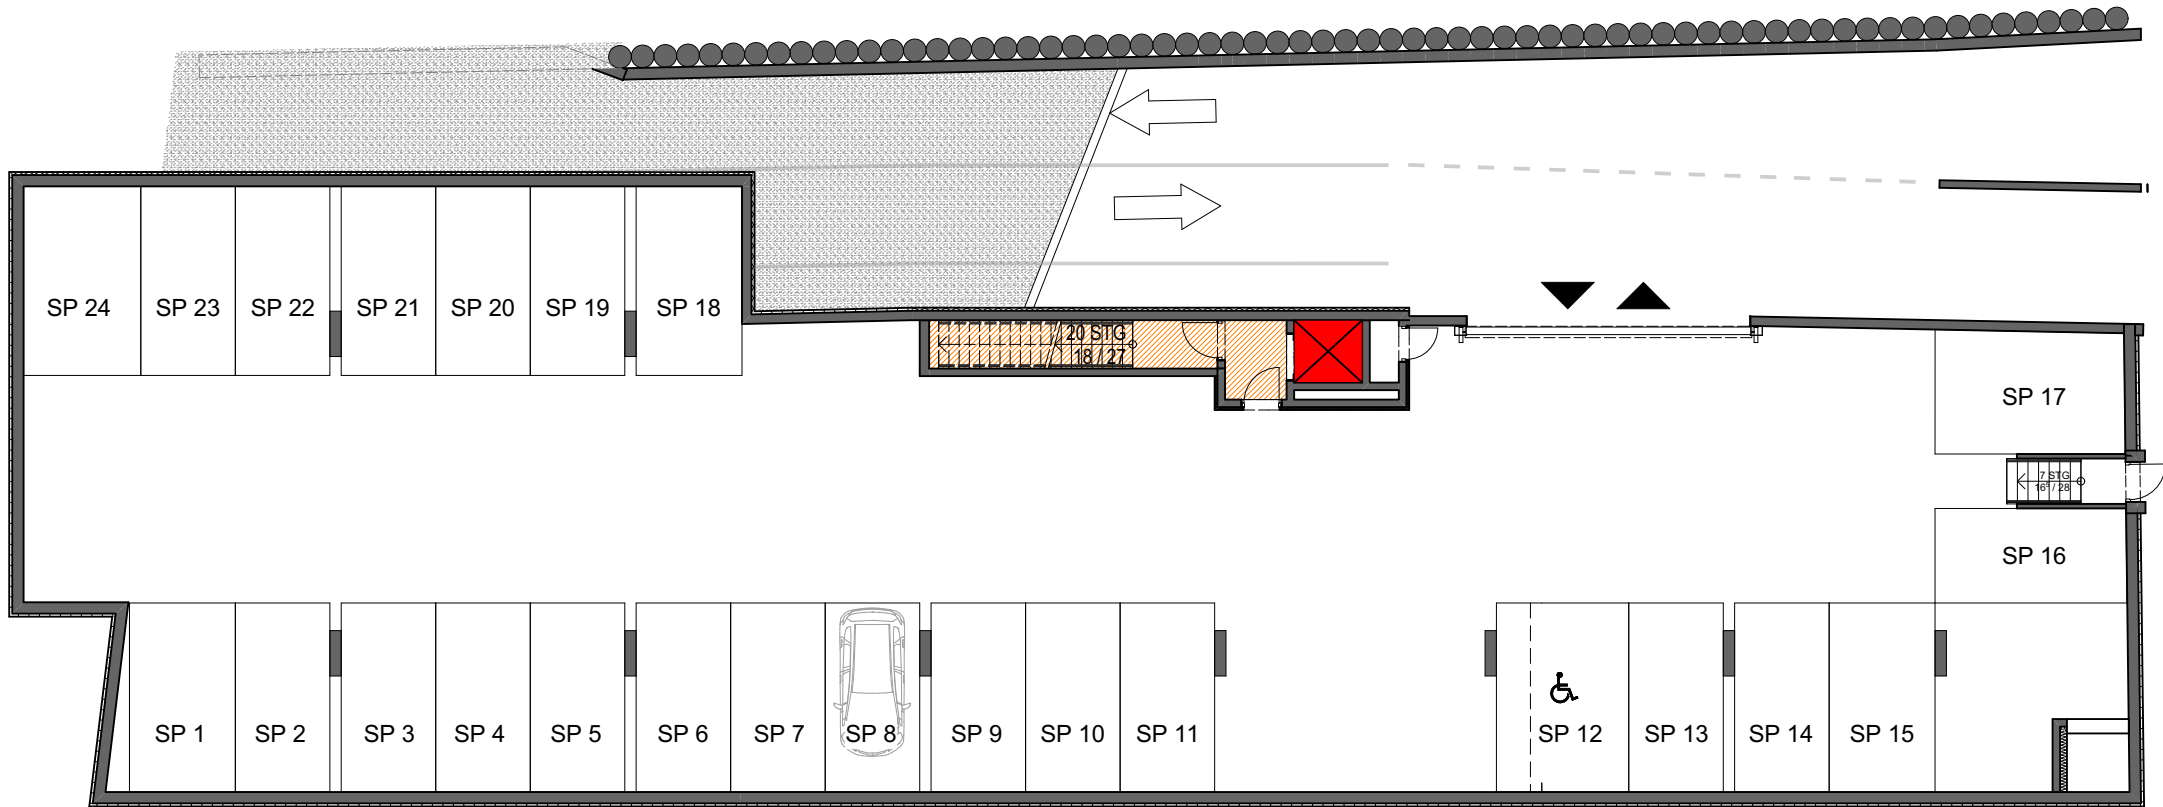 SP 24 SP 23 SP 22 SP 21 SP 20 SP 19 SP 18
20 STG
18 / 27
SP 17
7 STG
16⁵ / 28
SP 16
SP 1 SP 2 SP 3 SP 4 SP 5 SP 6 SP 7 SP 8 SP 9 SP 10 SP 11 SP 12 SP 13 SP 14 SP 15